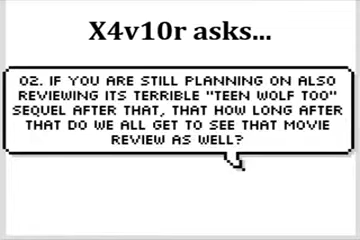 X4v10r asks...
02. IF YOU ARE STILL PLANNING ON ALSO
REVIEWING ITS TERRIBLE "TEEN WOLF TOO"
SEQUEL AFTER THAT, THAT HOW LONG AFTER
THAT DO WE ALL GET TO SEE THAT MOVIE
REVIEW AS WELL?